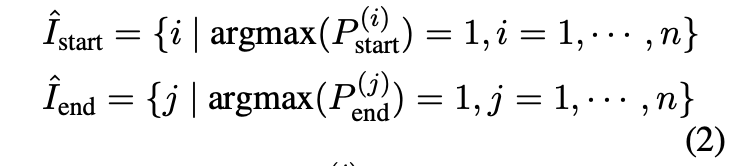 Î_start = {i | argmax(P_start^(i)) = 1, i = 1, ⋯ , n}
Î_end = {j | argmax(P_end^(j)) = 1, j = 1, ⋯ , n}
(2)